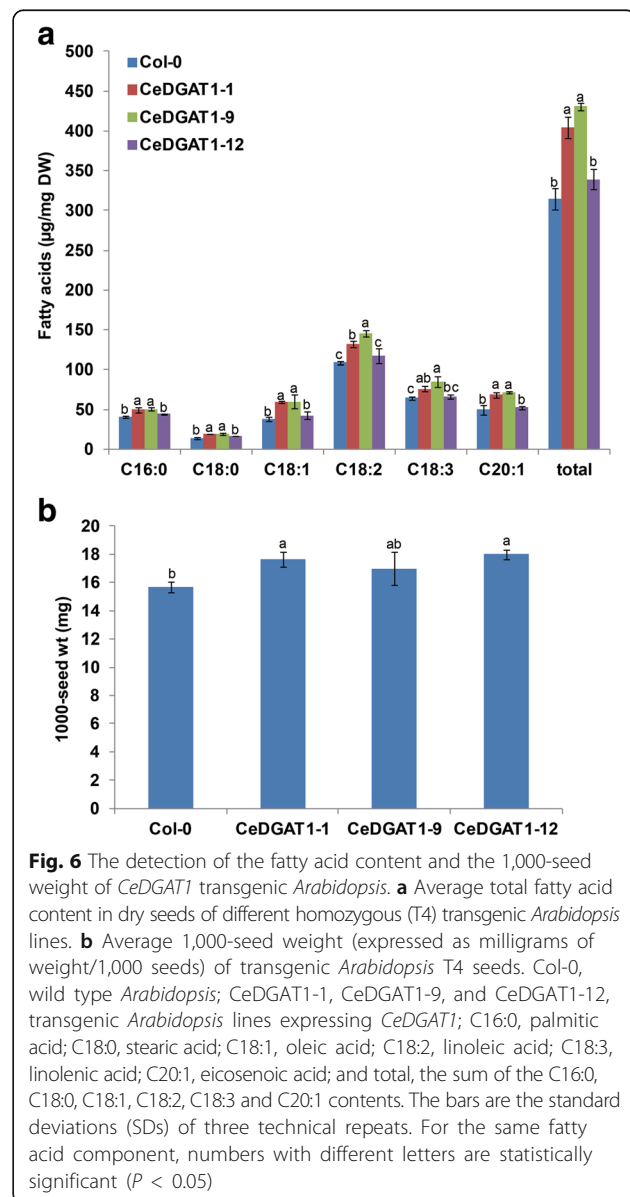 a
500
450
400
350
300
250
200
150
100
50
0
Fatty acids (µg/mg DW)
Col-0
CeDGAT1-1
CeDGAT1-9
CeDGAT1-12
b a a b
b a a b
b a a b
c b a c
c ab a bc
b a a b
b a a b
C16:0 C18:0 C18:1 C18:2 C18:3 C20:1 total
b
20
18
16
14
12
10
8
6
4
2
0
1000-seed wt (mg)
b a ab a
Col-0 CeDGAT1-1 CeDGAT1-9 CeDGAT1-12
Fig. 6 The detection of the fatty acid content and the 1,000-seed
weight of CeDGAT1 transgenic Arabidopsis. a Average total fatty acid
content in dry seeds of different homozygous (T4) transgenic Arabidopsis
lines. b Average 1,000-seed weight (expressed as milligrams of
weight/1,000 seeds) of transgenic Arabidopsis T4 seeds. Col-0,
wild type Arabidopsis; CeDGAT1-1, CeDGAT1-9, and CeDGAT1-12,
transgenic Arabidopsis lines expressing CeDGAT1; C16:0, palmitic
acid; C18:0, stearic acid; C18:1, oleic acid; C18:2, linoleic acid; C18:3,
linolenic acid; C20:1, eicosenoic acid; and total, the sum of the C16:0,
C18:0, C18:1, C18:2, C18:3 and C20:1 contents. The bars are the standard
deviations (SDs) of three technical repeats. For the same fatty
acid component, numbers with different letters are statistically
significant (P < 0.05)